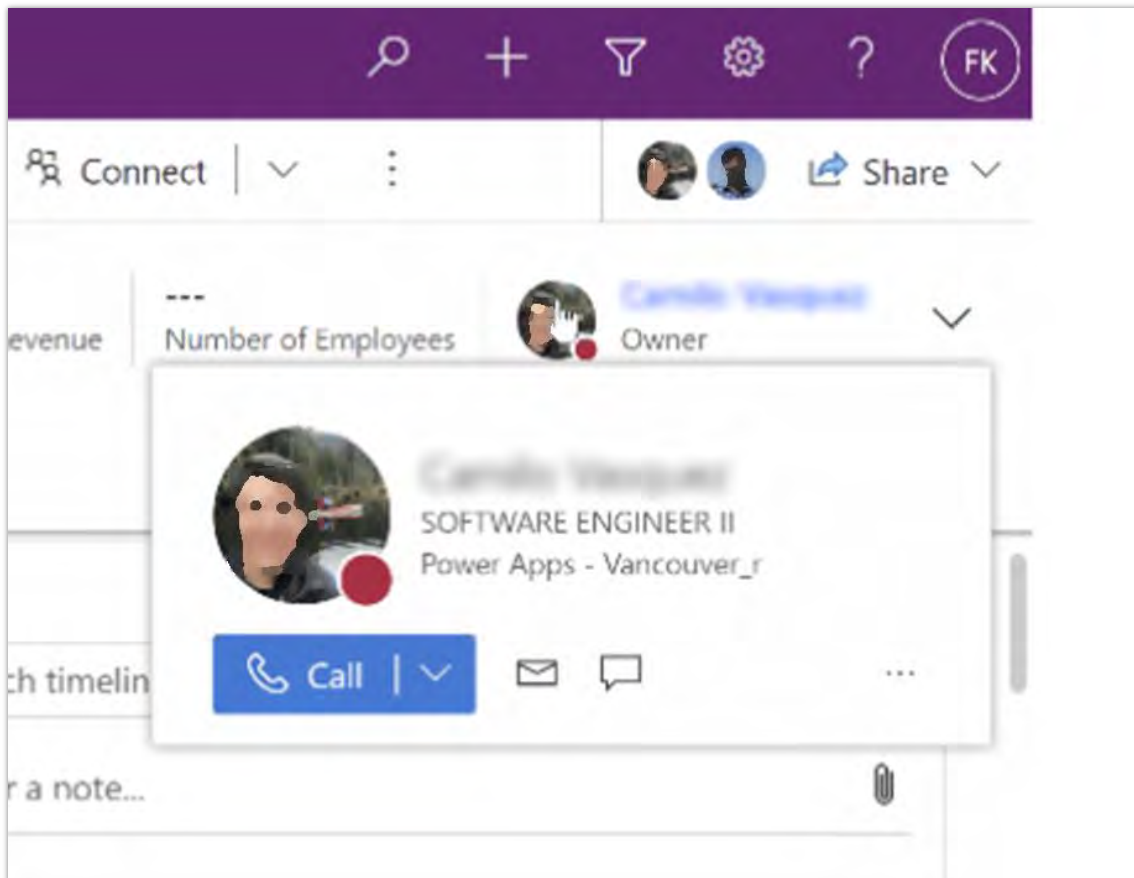 FK
Connect
Share
---
evenue
Number of Employees
Owner
SOFTWARE ENGINEER II
Power Apps - Vancouver_r
Call
ch timelin
r a note...